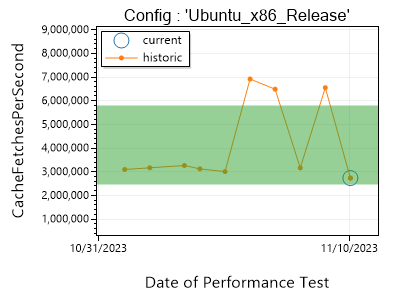 Config : 'Ubuntu_x86_Release'
CacheFetchesPerSecond
9,000,000
8,000,000
7,000,000
6,000,000
5,000,000
4,000,000
3,000,000
2,000,000
1,000,000
current
historic
10/31/2023
11/10/2023
Date of Performance Test